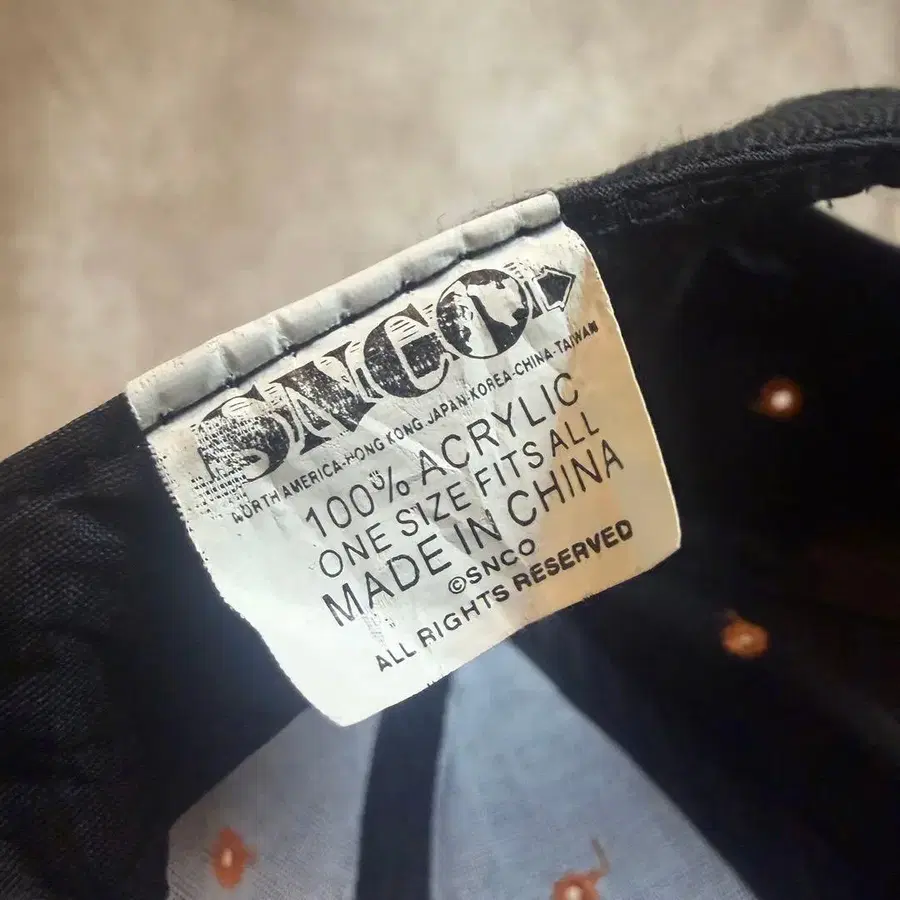 SNCO
NORTH AMERICA-HONG KONG-JAPAN-KOREA-CHINA-TAIWAN
100% ACRYLIC
ONE SIZE FITS ALL
MADE IN CHINA
©SNCO
ALL RIGHTS RESERVED